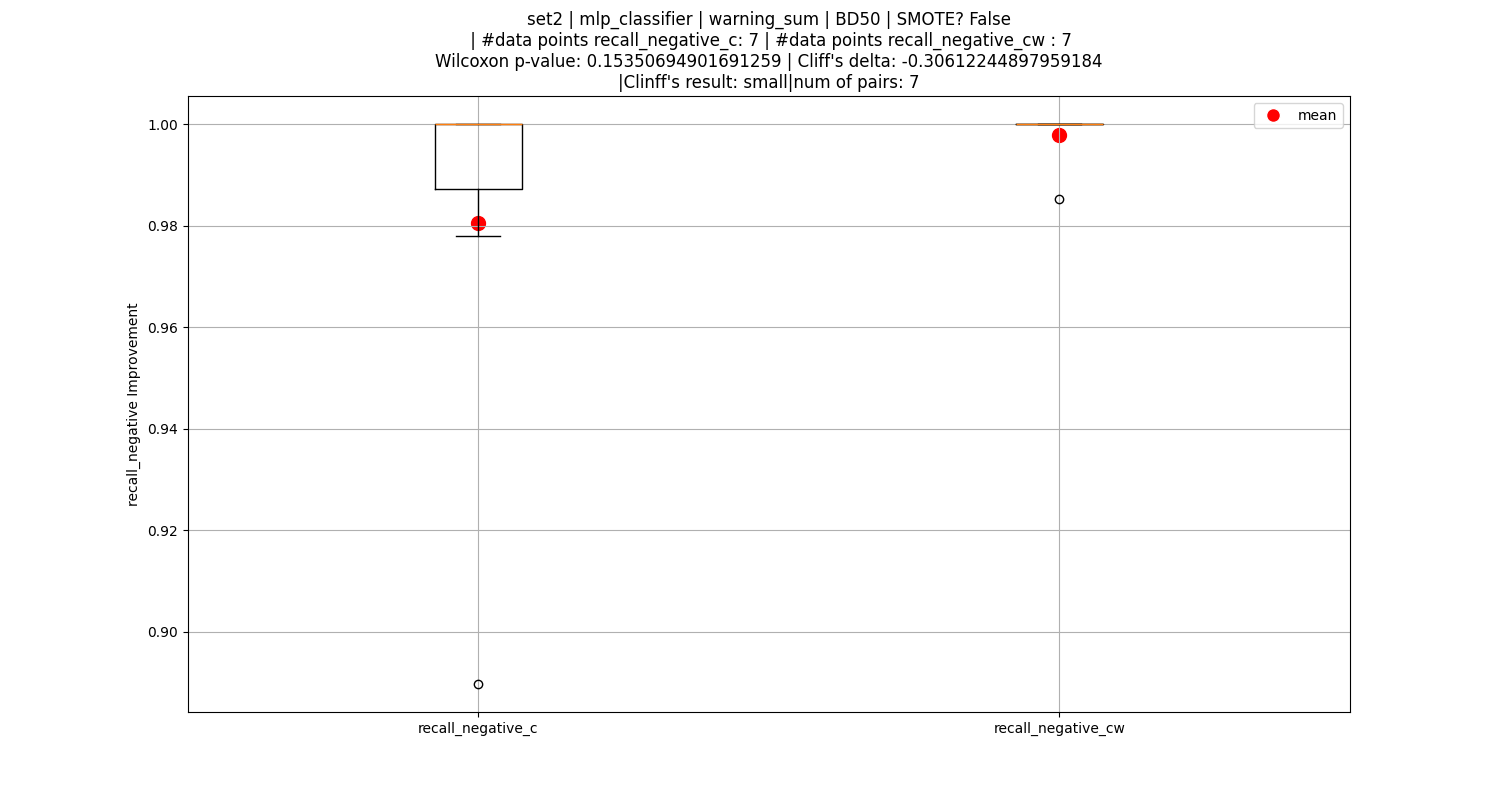 set2 | mlp_classifier | warning_sum | BD50 | SMOTE? False
| #data points recall_negative_c: 7 | #data points recall_negative_cw : 7
Wilcoxon p-value: 0.15350694901691259 | Cliff's delta: -0.30612244897959184
|Clinff's result: small|num of pairs: 7
mean
1.00
0.98
0.96
0.94
0.92
0.90
recall_negative Improvement
recall_negative_c
recall_negative_cw